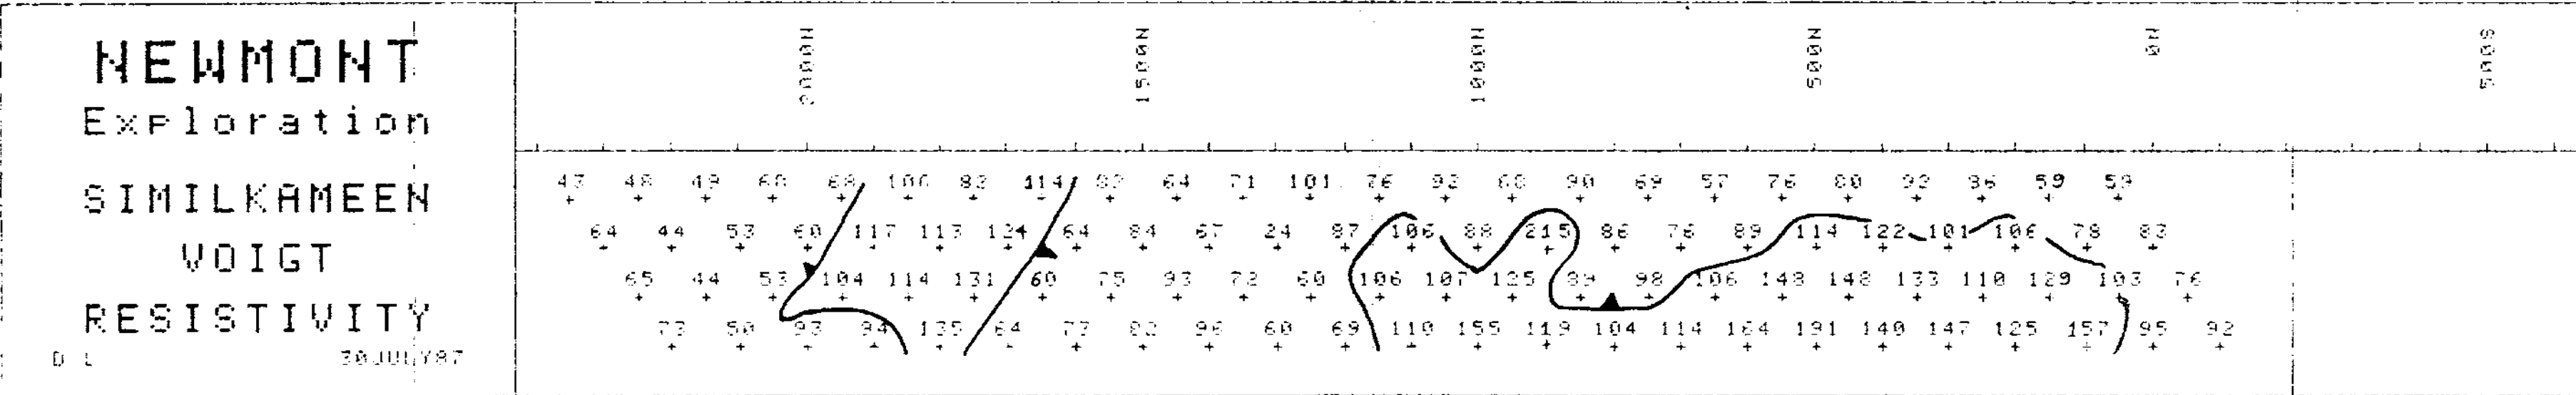 NEWMONT
Exploration
SIMILKAMEEN
VOIGT
RESISTIVITY
D L 30JULY87
2000N 1500N 1000N 500N 0N 500S
47 48 49 68 106 114 64 71 101 76 92 68 90 69 57 76 80 92 59 59
64 44 53 60 117 113 124 64 84 67 24 87 106 88 215 86 76 89 114 122 101 106 78 83
65 44 53 104 114 131 60 75 93 72 60 106 107 125 89 98 106 148 148 133 110 129 103 76
73 50 93 94 135 64 73 82 96 60 69 110 155 119 104 114 164 191 140 147 125 157 95 92